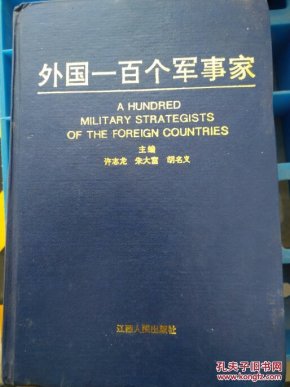 外国一百个军事家
A HUNDRED
MILITARY STRATEGISTS
OF THE FOREIGN COUNTRIES
主编
许志龙 朱大富 胡名义
江西人民出版社
孔夫子旧书网